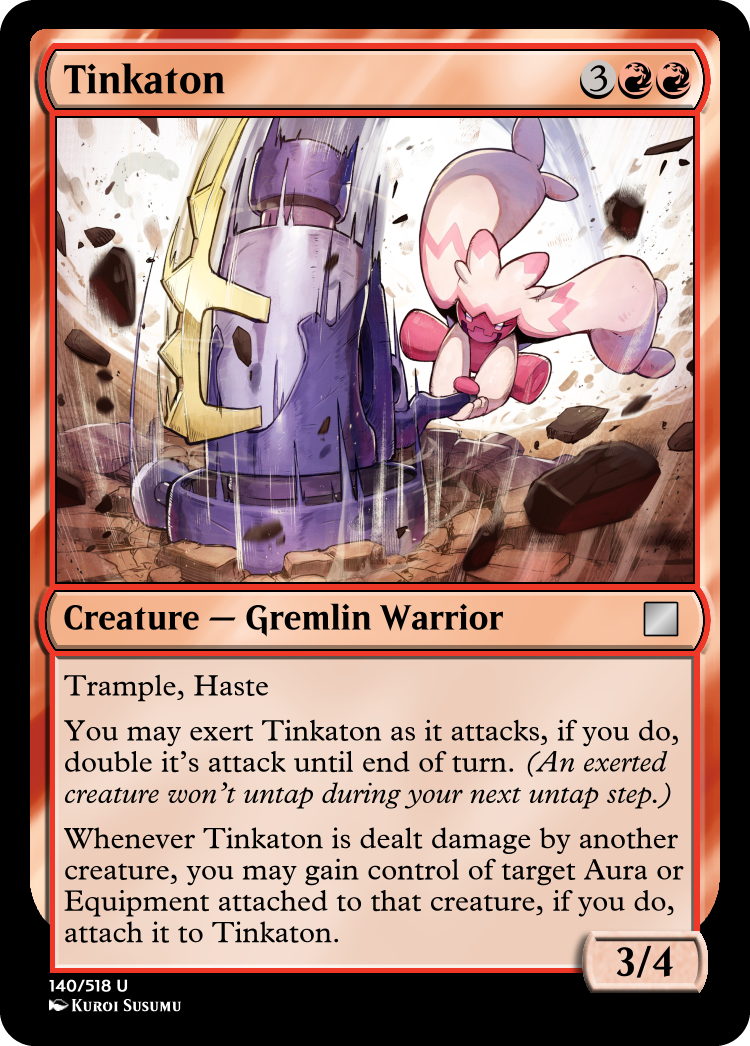 Tinkaton 3
Creature — Gremlin Warrior
Trample, Haste
You may exert Tinkaton as it attacks, if you do,
double it's attack until end of turn. (An exerted
creature won't untap during your next untap step.)
Whenever Tinkaton is dealt damage by another
creature, you may gain control of target Aura or
Equipment attached to that creature, if you do,
attach it to Tinkaton.
3/4
140/518 U
Kuroi Susumu